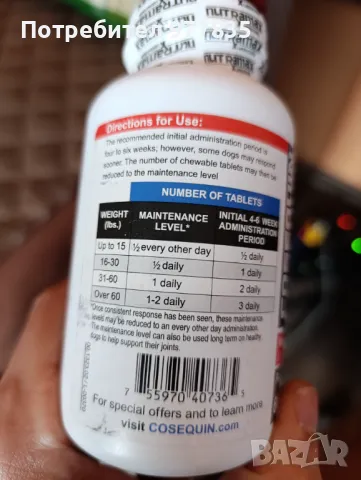 Потребител
NUTRAMAX
Directions for Use:
The recommended initial administration period is
four to six weeks; however, some dogs may respond
sooner. The number of chewable tablets may then be
reduced to the maintenance level
NUMBER OF TABLETS
WEIGHT (lbs.) MAINTENANCE LEVEL* INITIAL 4-6 WEEK ADMINISTRATION PERIOD
Up to 15 ½ every other day ½ daily
16-30 ½ daily 1 daily
31-60 1 daily 2 daily
Over 60 1-2 daily 3 daily
*Once consistent response has been seen, these maintenance
levels may be reduced to an every other day administration.
The maintenance level can also be used long term on healthy
dogs to help support their joints.
7 55970 40736 5
For special offers and to learn more
visit COSEQUIN.com
BAZAR